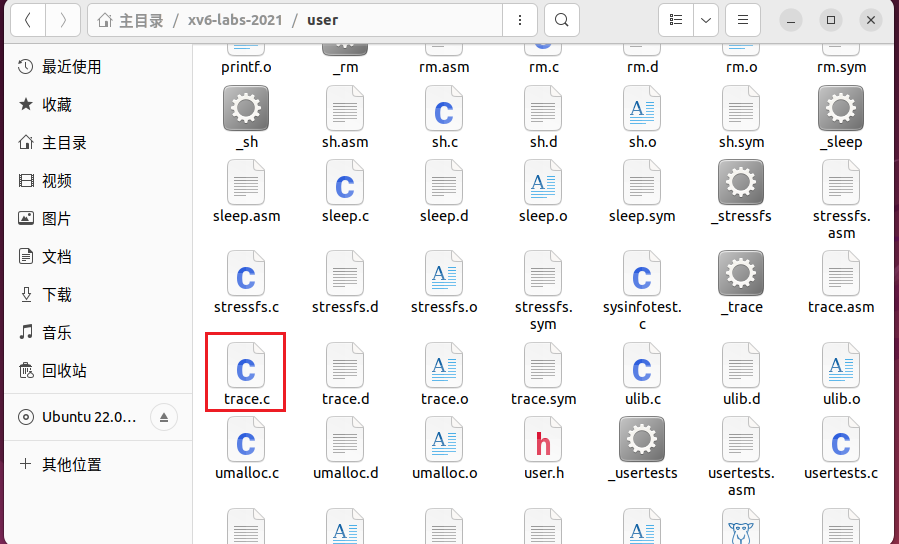 主目录 / xv6-labs-2021 / user
最近使用
收藏
主目录
视频
图片
文档
下载
音乐
回收站
Ubuntu 22.0...
其他位置
printf.o _rm rm.asm rm.c rm.d rm.o rm.sym
_sh sh.asm sh.c sh.d sh.o sh.sym _sleep
sleep.asm sleep.c sleep.d sleep.o sleep.sym _stressfs stressfs.
asm
stressfs.c stressfs.d stressfs.o stressfs. sysinfotest. _trace trace.asm
sym c
trace.c trace.d trace.o trace.sym ulib.c ulib.d ulib.o
umalloc.c umalloc.d umalloc.o user.h _usertests usertests. usertests.c
asm